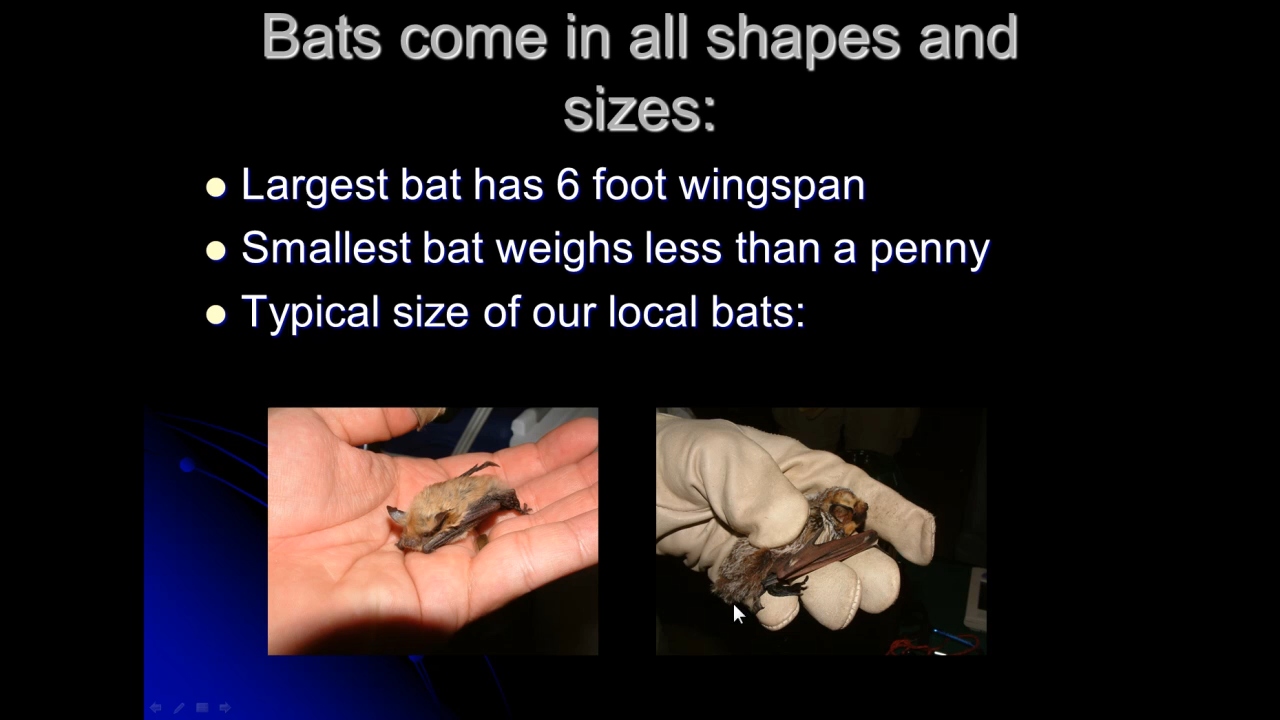 Bats come in all shapes and
sizes:
Largest bat has 6 foot wingspan
Smallest bat weighs less than a penny
Typical size of our local bats: